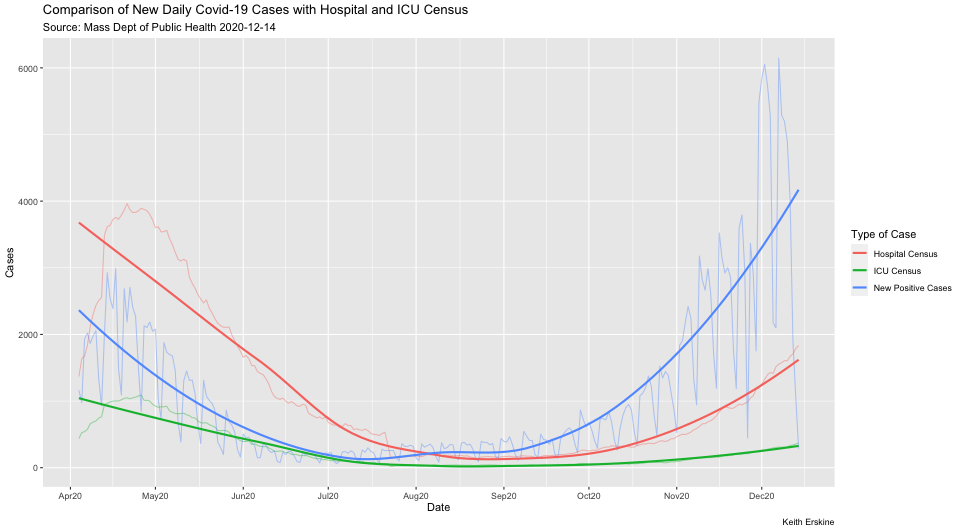 Comparison of New Daily Covid-19 Cases with Hospital and ICU Census
Source: Mass Dept of Public Health 2020-12-14
6000
4000
2000
0
Cases
Apr20 May20 Jun20 Jul20 Aug20 Sep20 Oct20 Nov20 Dec20
Date
Type of Case
Hospital Census
ICU Census
New Positive Cases
Keith Erskine